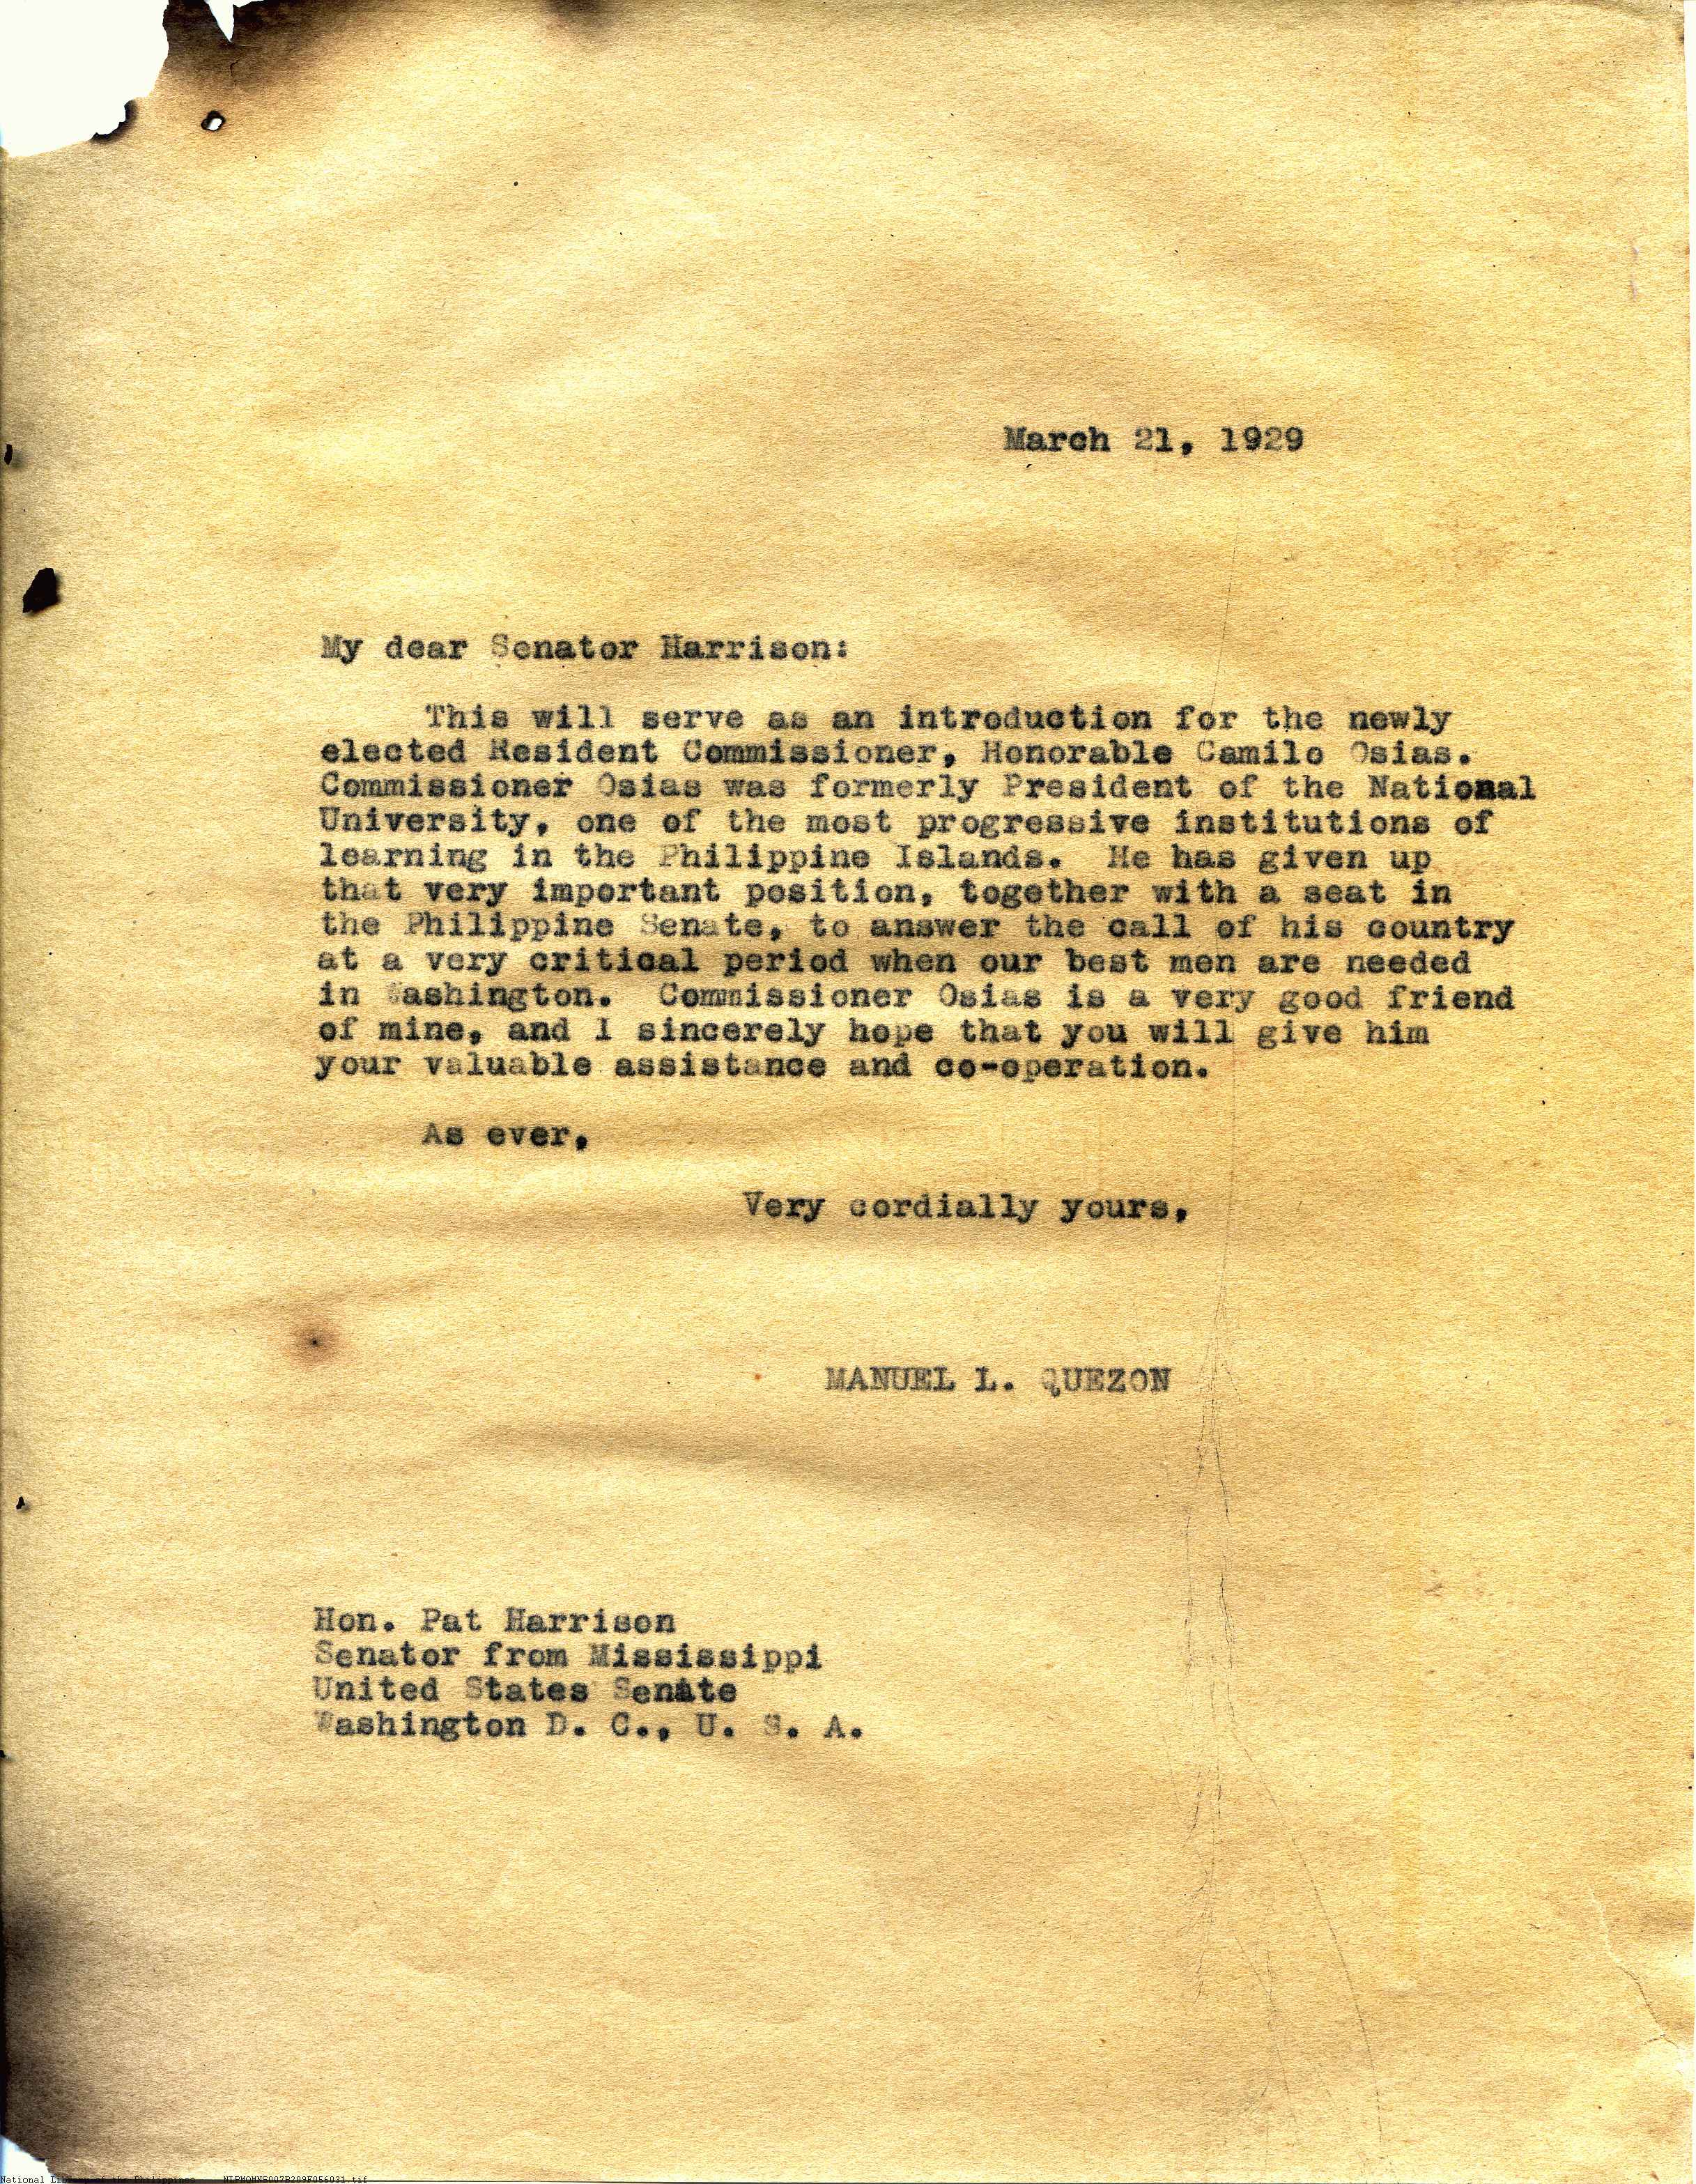 March 21, 1929
My dear Senator Harrison:
This will serve as an introduction for the newly
elected Resident Commissioner, Honorable Camilo Osias.
Commissioner Osias was formerly President of the National
University, one of the most progressive institutions of
learning in the Philippine Islands. He has given up
that very important position, together with a seat in
the Philippine Senate, to answer the call of his country
at a very critical period when our best men are needed
in Washington. Commissioner Osias is a very good friend
of mine, and I sincerely hope that you will give him
your valuable assistance and co-operation.
As ever,
Very cordially yours,
MANUEL L. QUEZON
Hon. Pat Harrison
Senator from Mississippi
United States Senate
Washington D. C., U. S. A.
National Library of the Philippines